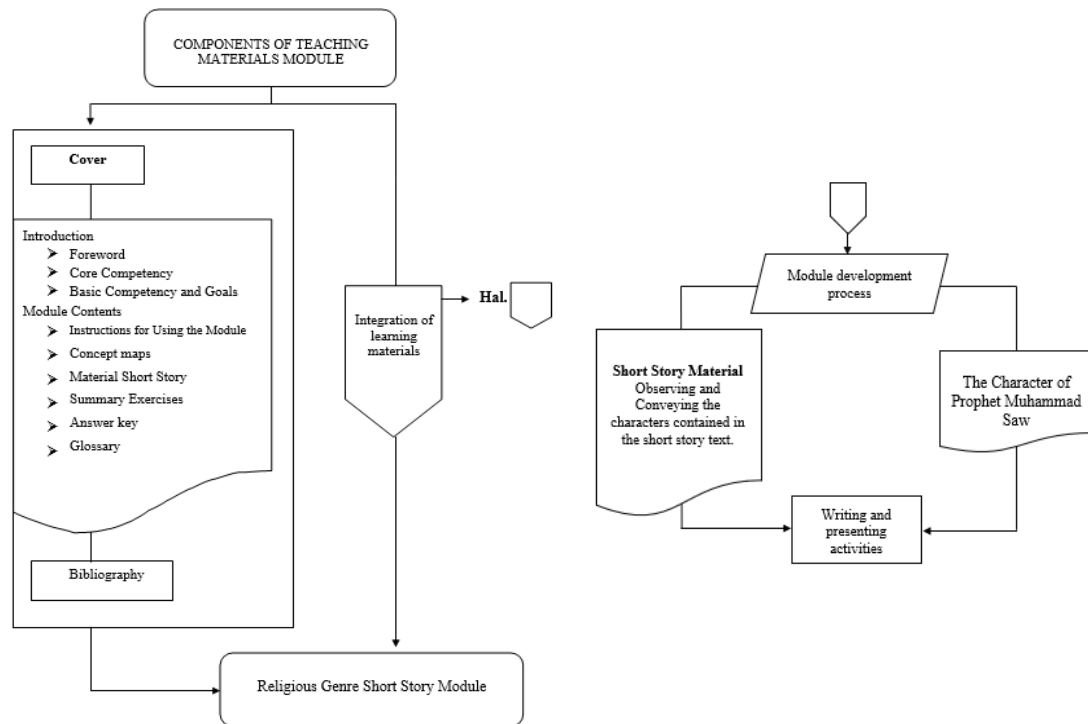 COMPONENTS OF TEACHING
MATERIALS MODULE
Cover
Introduction
Foreword
Core Competency
Basic Competency and Goals
Module Contents
Instructions for Using the Module
Concept maps
Material Short Story
Summary Exercises
Answer key
Glossary
Bibliography
Integration of
learning
materials
Hal.
Religious Genre Short Story Module
Module development
process
Short Story Material
Observing and
Conveying the
characters contained in
the short story text.
The Character of
Prophet Muhammad
Saw
Writing and
presenting
activities